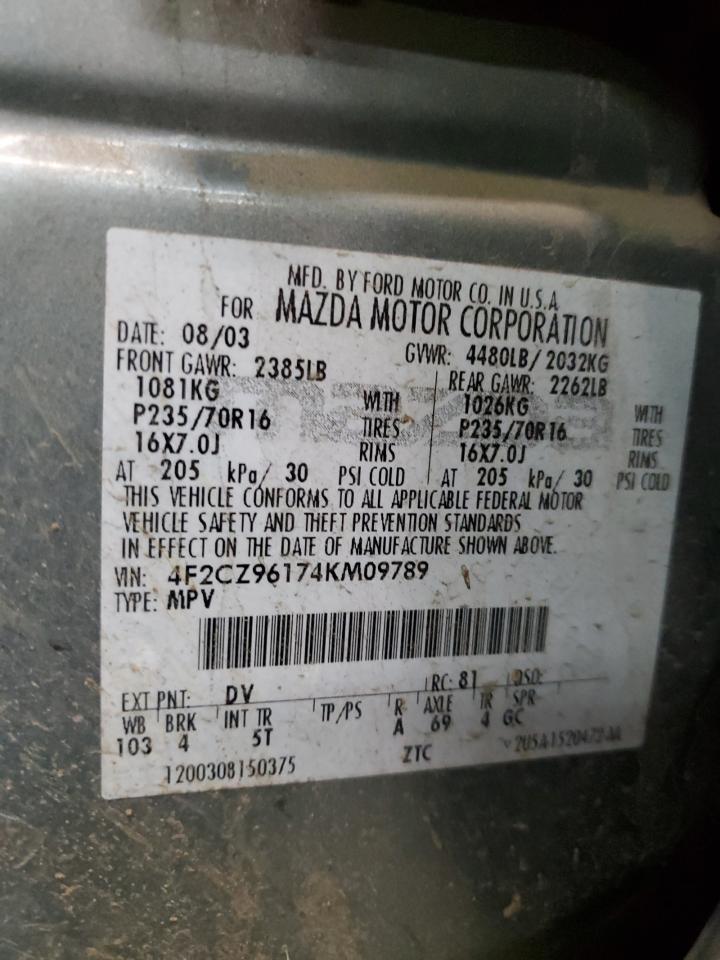 MFD. BY FORD MOTOR CO. IN U.S.A.
FOR MAZDA MOTOR CORPORATION
DATE: 08/03 GVWR: 4480LB/ 2032KG
FRONT GAWR: 2385LB REAR GAWR: 2262LB
1081KG WITH 1026KG WITH
P235/70R16 TIRES P235/70R16 TIRES
16X7.0J RIMS 16X7.0J RIMS
AT 205 kPa/ 30 PSI COLD AT 205 kPa/ 30 PSI COLD
THIS VEHICLE CONFORMS TO ALL APPLICABLE FEDERAL MOTOR
VEHICLE SAFETY AND THEFT PREVENTION STANDARDS
IN EFFECT ON THE DATE OF MANUFACTURE SHOWN ABOVE.
VIN: 4F2CZ96174KM09789
TYPE: MPV
EXT PNT: DV RC: 81 DSO:
WB BRK INT TR TP/PS R AXLE TR SPR
103 4 5T A 69 4 GC
1200308150375 ZTC